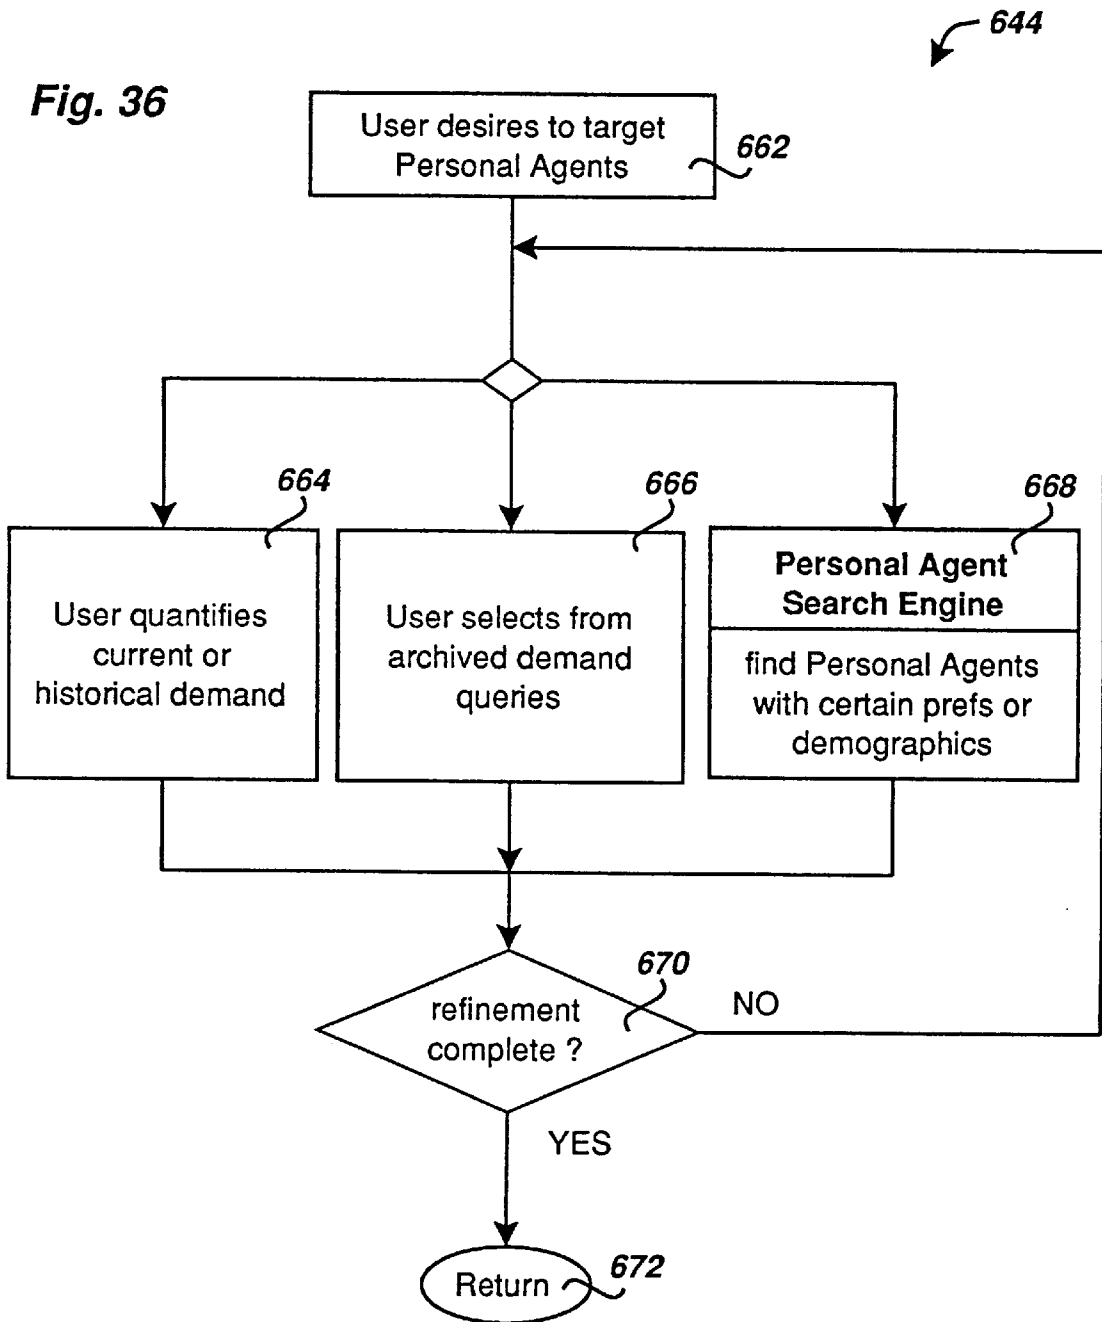 644
Fig. 36
User desires to target
Personal Agents
662
664
User quantifies
current or
historical demand
666
User selects from
archived demand
queries
668
Personal Agent
Search Engine
find Personal Agents
with certain prefs or
demographics
670
refinement
complete ?
NO
YES
Return
672